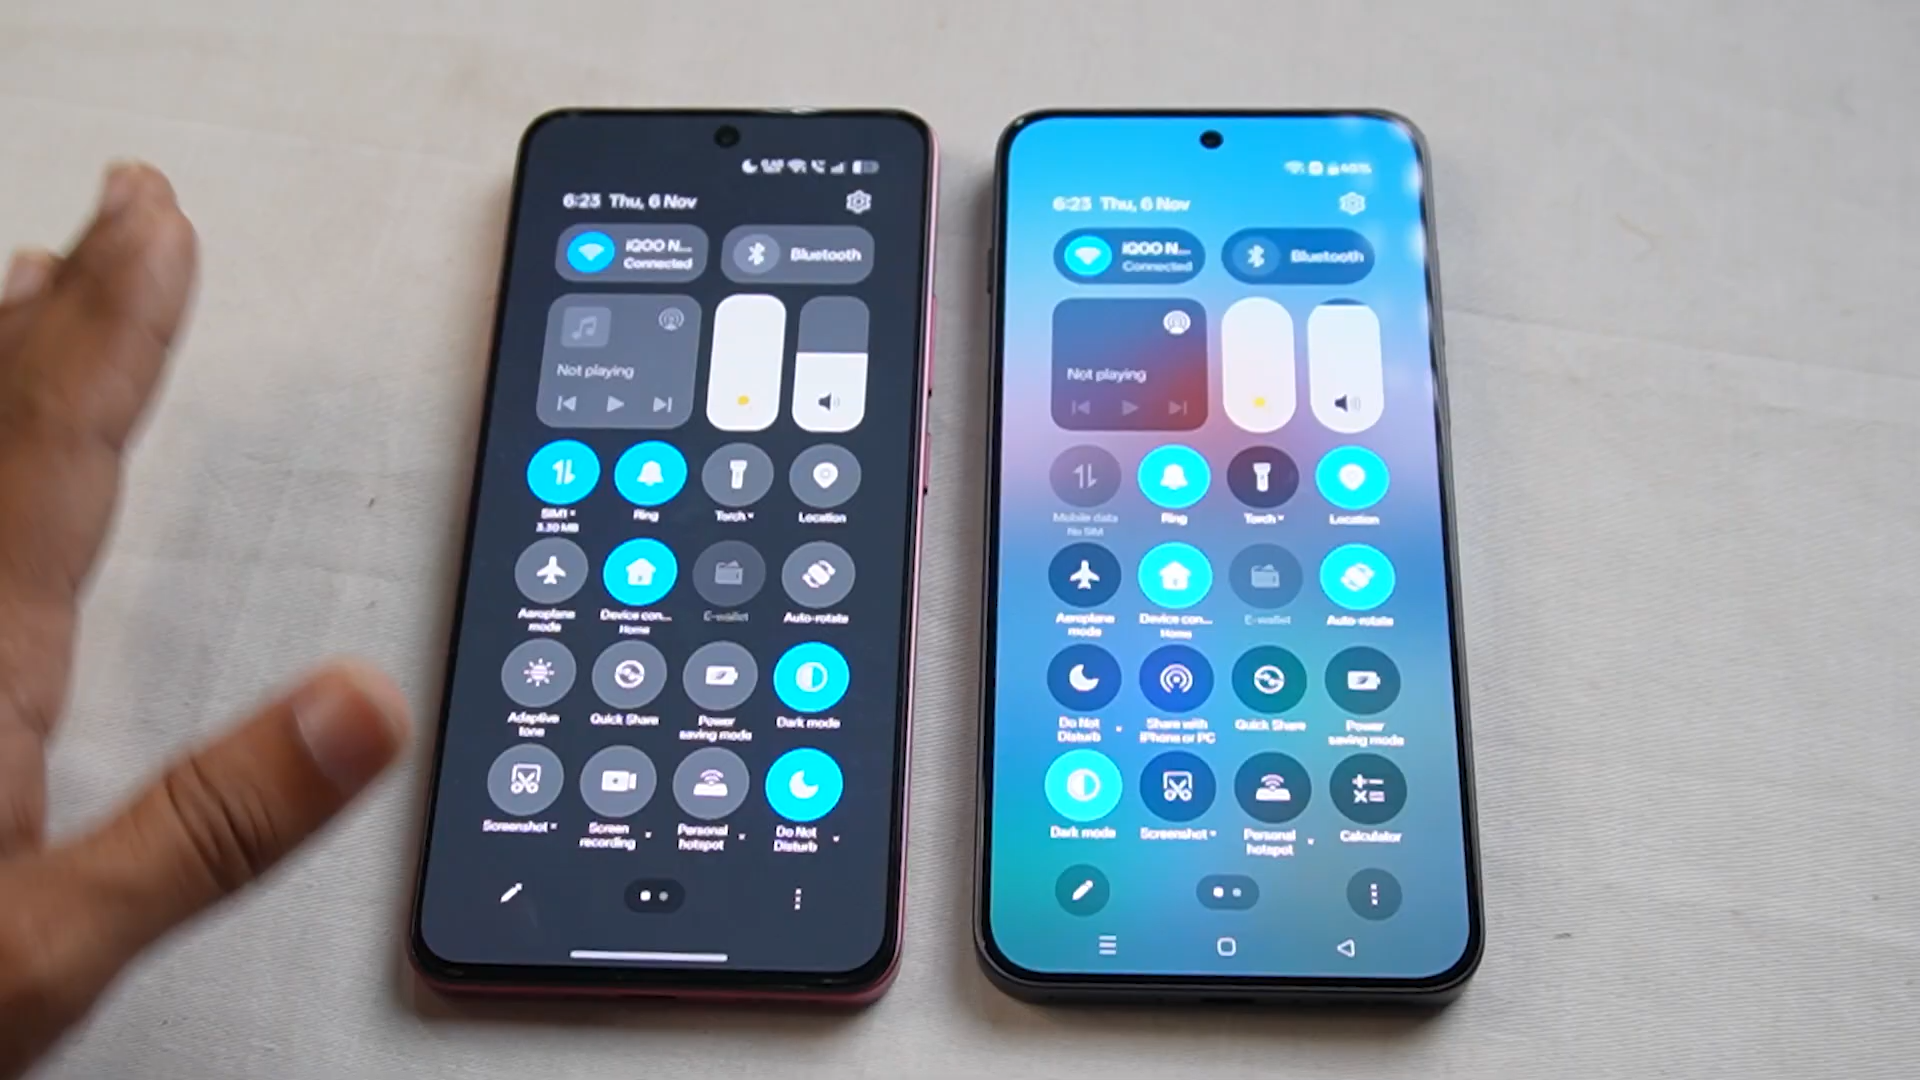 6:23 Thu, 6 Nov
iQOO N...
Connected
Bluetooth
Not playing
SIM1
3.30 MB
Ring
Torch
Location
Aeroplane
mode
Device con...
Home
E-wallet
Auto-rotate
Adaptive
tone
Quick Share
Power
saving mode
Dark mode
Screenshot
Screen
recording
Personal
hotspot
Do Not
Disturb
6:23 Thu, 6 Nov
iQOO N...
Connected
Bluetooth
Not playing
Mobile data
No SIM
Ring
Torch
Location
Aeroplane
mode
Device con...
Home
E-wallet
Auto-rotate
Do Not
Disturb
Share with
iPhone or PC
Quick Share
Power
saving mode
Dark mode
Screenshot
Personal
hotspot
Calculator